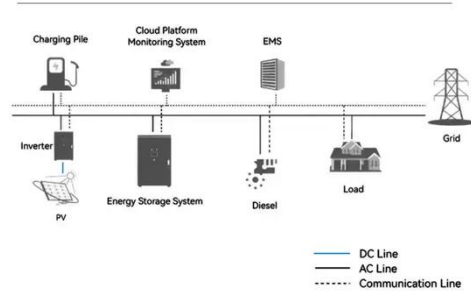 Charging Pile
Cloud Platform
Monitoring System
EMS
Grid
Inverter
PV
Energy Storage System
Diesel
Load
DC Line
AC Line
Communication Line